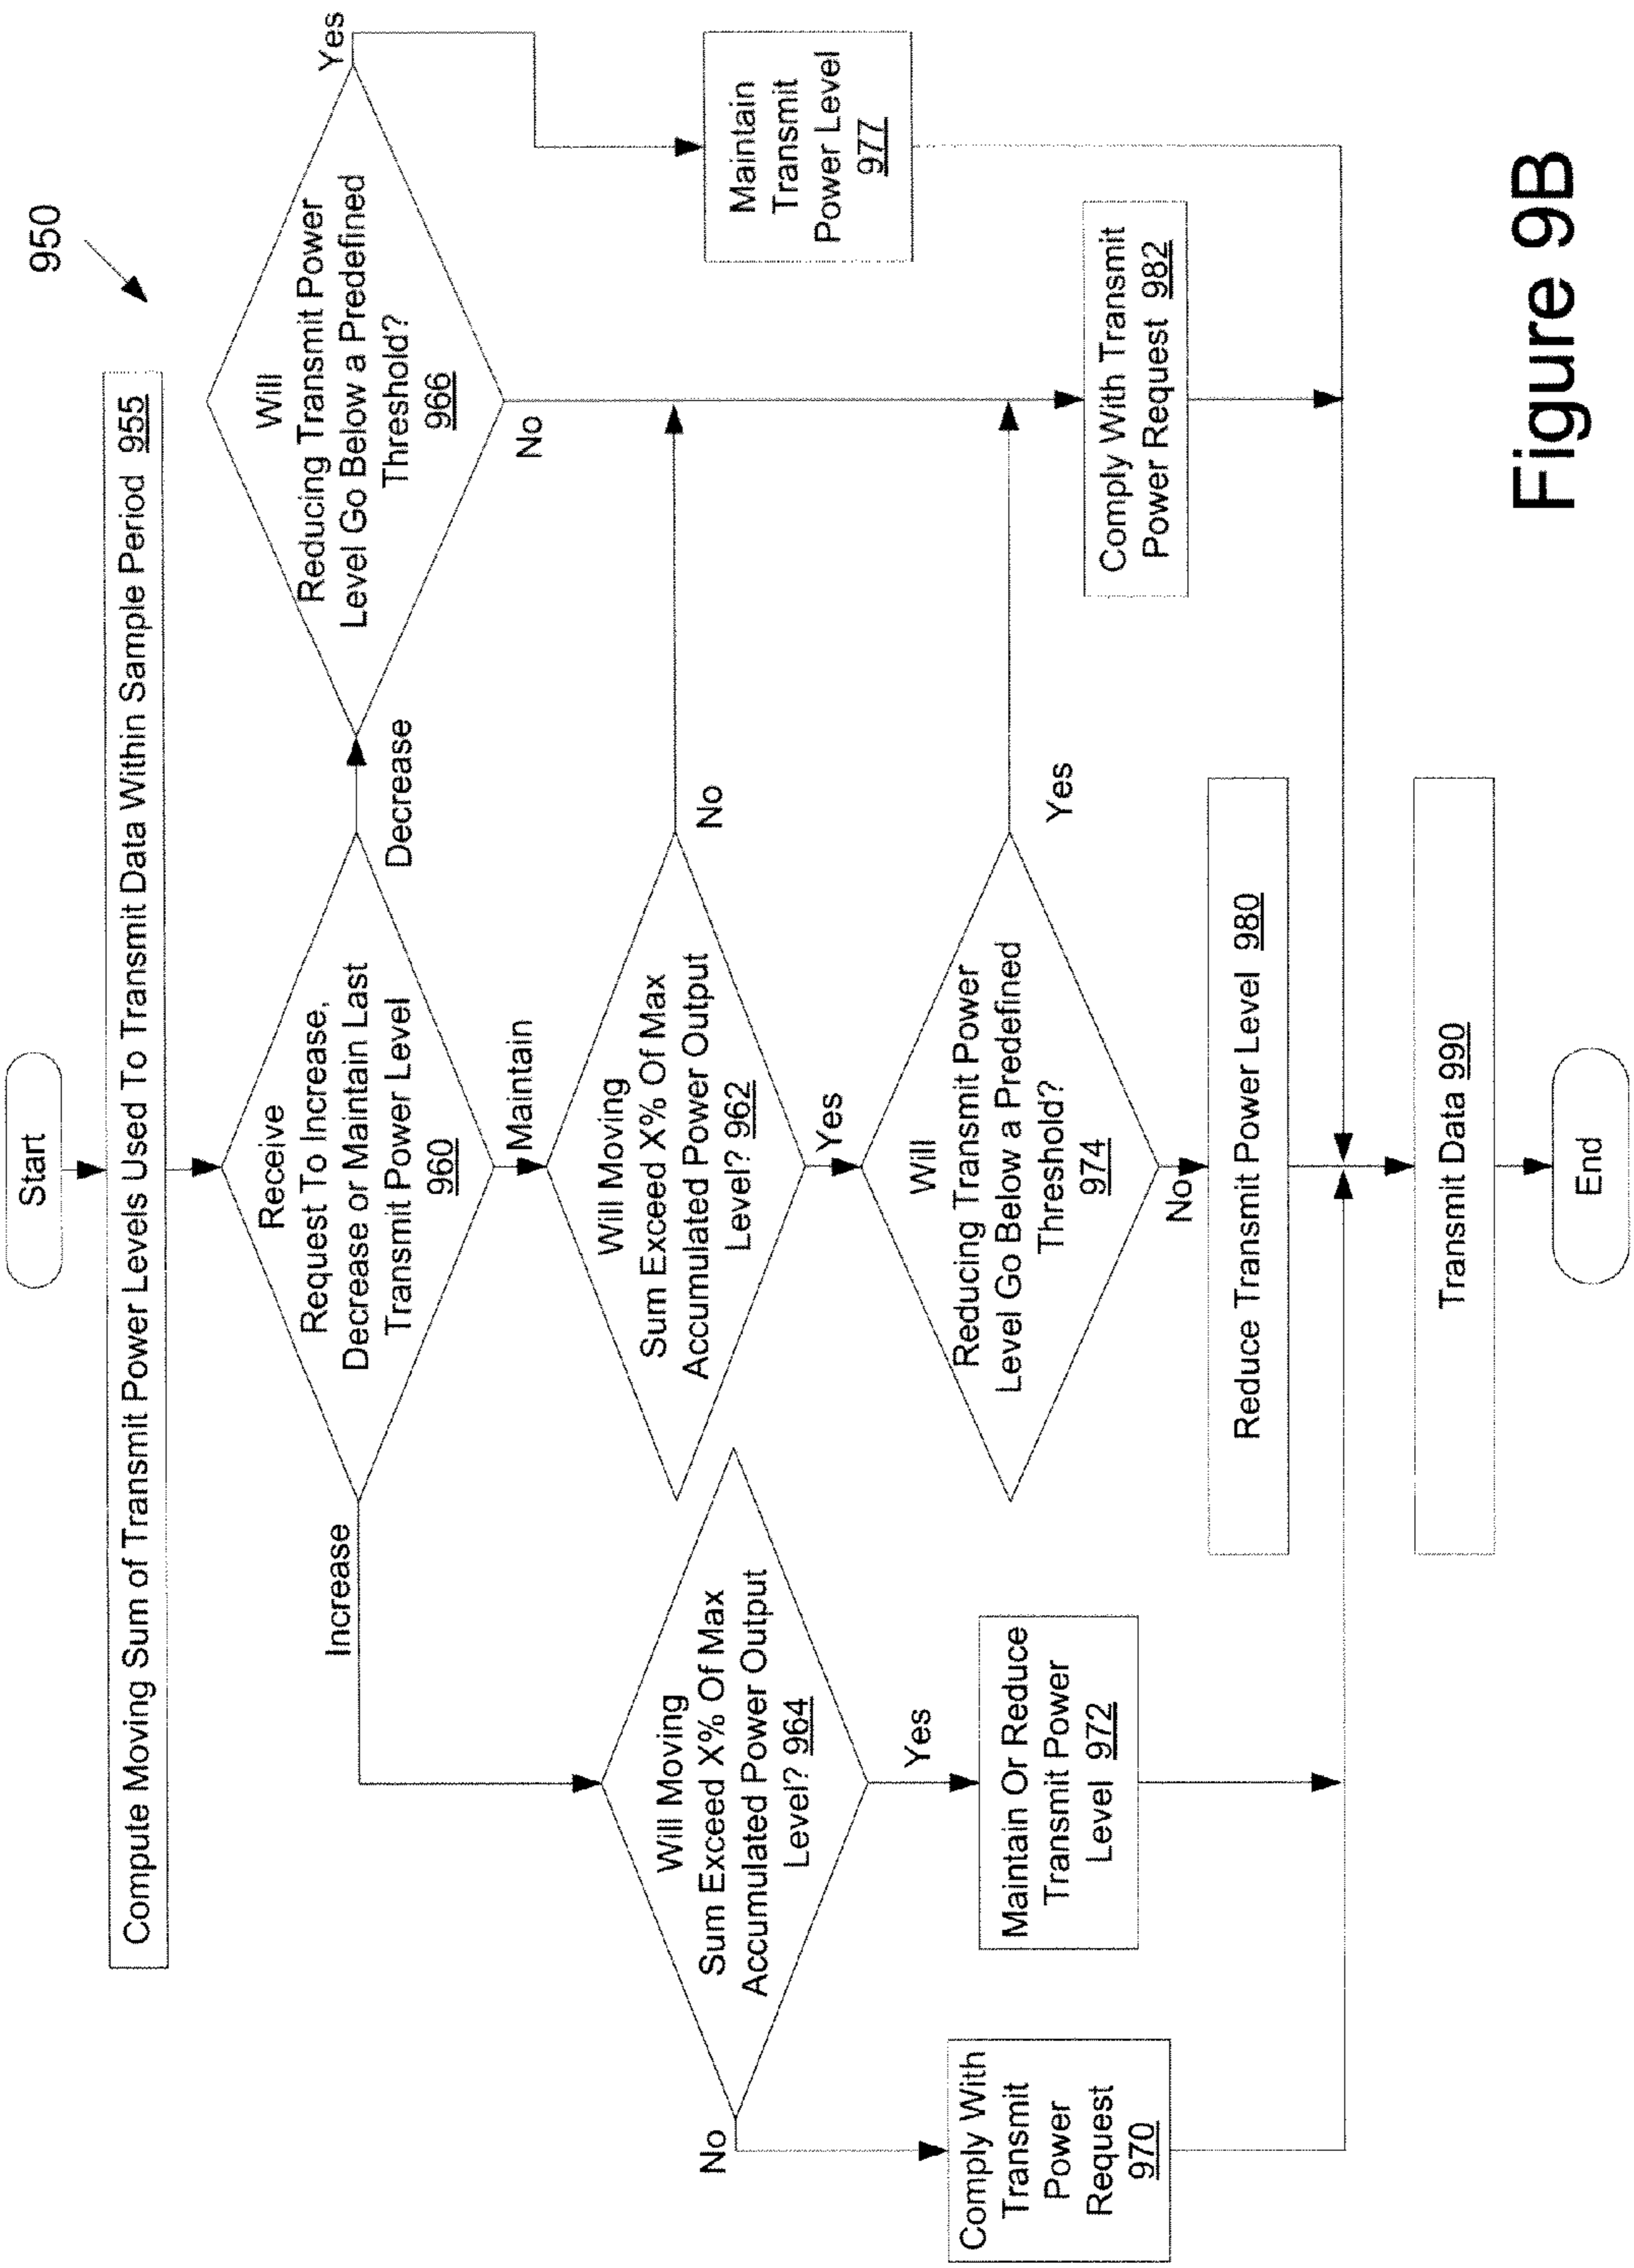 950
Start
Compute Moving Sum of Transmit Power Levels Used To Transmit Data Within Sample Period 955
Receive
Request To Increase,
Decrease or Maintain Last
Transmit Power Level
960
Increase
Maintain
Decrease
Will
Reducing Transmit Power
Level Go Below a Predefined
Threshold?
966
Yes
No
Will Moving
Sum Exceed X% Of Max
Accumulated Power Output
Level? 964
No
Yes
Will Moving
Sum Exceed X% Of Max
Accumulated Power Output
Level? 962
No
Yes
Maintain
Transmit
Power Level
977
Will
Reducing Transmit Power
Level Go Below a Predefined
Threshold?
974
Yes
No
Comply With
Transmit
Power
Request
970
Maintain Or Reduce
Transmit Power
Level 972
Comply With Transmit
Power Request 982
Reduce Transmit Power Level 980
Transmit Data 990
End
Figure 9B